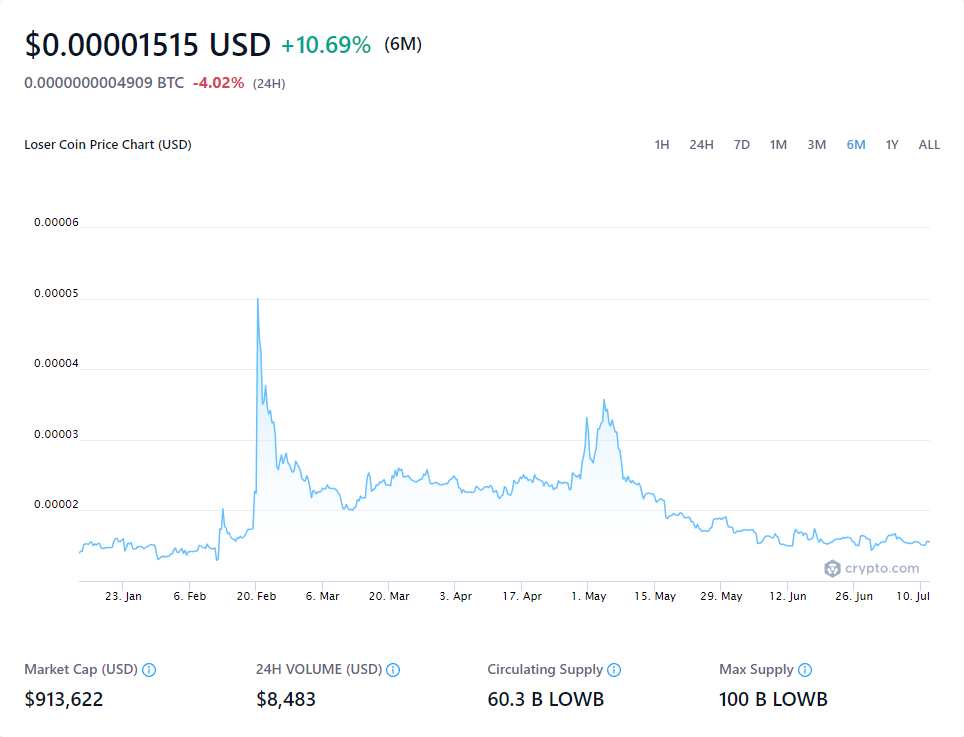 $0.00001515 USD +10.69% (6M)
0.0000000004909 BTC -4.02% (24H)
Loser Coin Price Chart (USD) 1H 24H 7D 1M 3M 6M 1Y ALL
0.00006
0.00005
0.00004
0.00003
0.00002
crypto.com
23. Jan 6. Feb 20. Feb 6. Mar 20. Mar 3. Apr 17. Apr 1. May 15. May 29. May 12. Jun 26. Jun 10. Jul
Market Cap (USD) 24H VOLUME (USD) Circulating Supply Max Supply
$913,622 $8,483 60.3 B LOWB 100 B LOWB